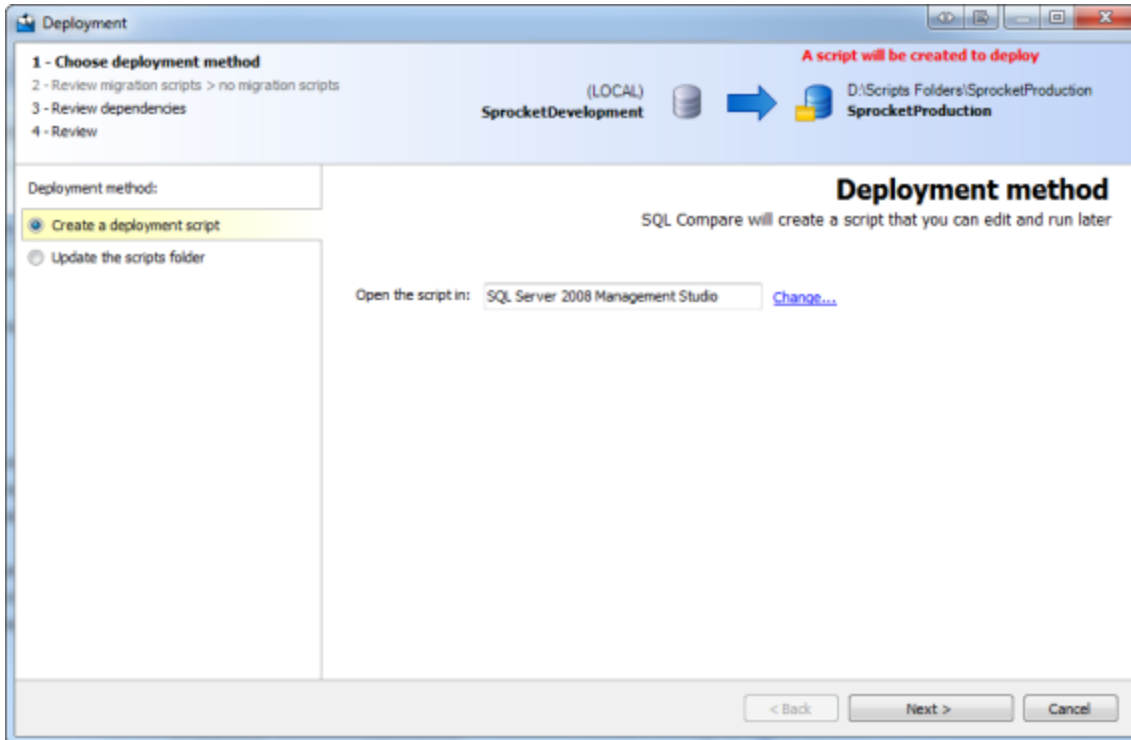 Deployment
1 - Choose deployment method
2 - Review migration scripts > no migration scripts
3 - Review dependencies
4 - Review
A script will be created to deploy
(LOCAL)
SprocketDevelopment
D:\Scripts Folders\SprocketProduction
SprocketProduction
Deployment method:
Create a deployment script
Update the scripts folder
Deployment method
SQL Compare will create a script that you can edit and run later
Open the script in: SQL Server 2008 Management Studio Change...
< Back Next > Cancel